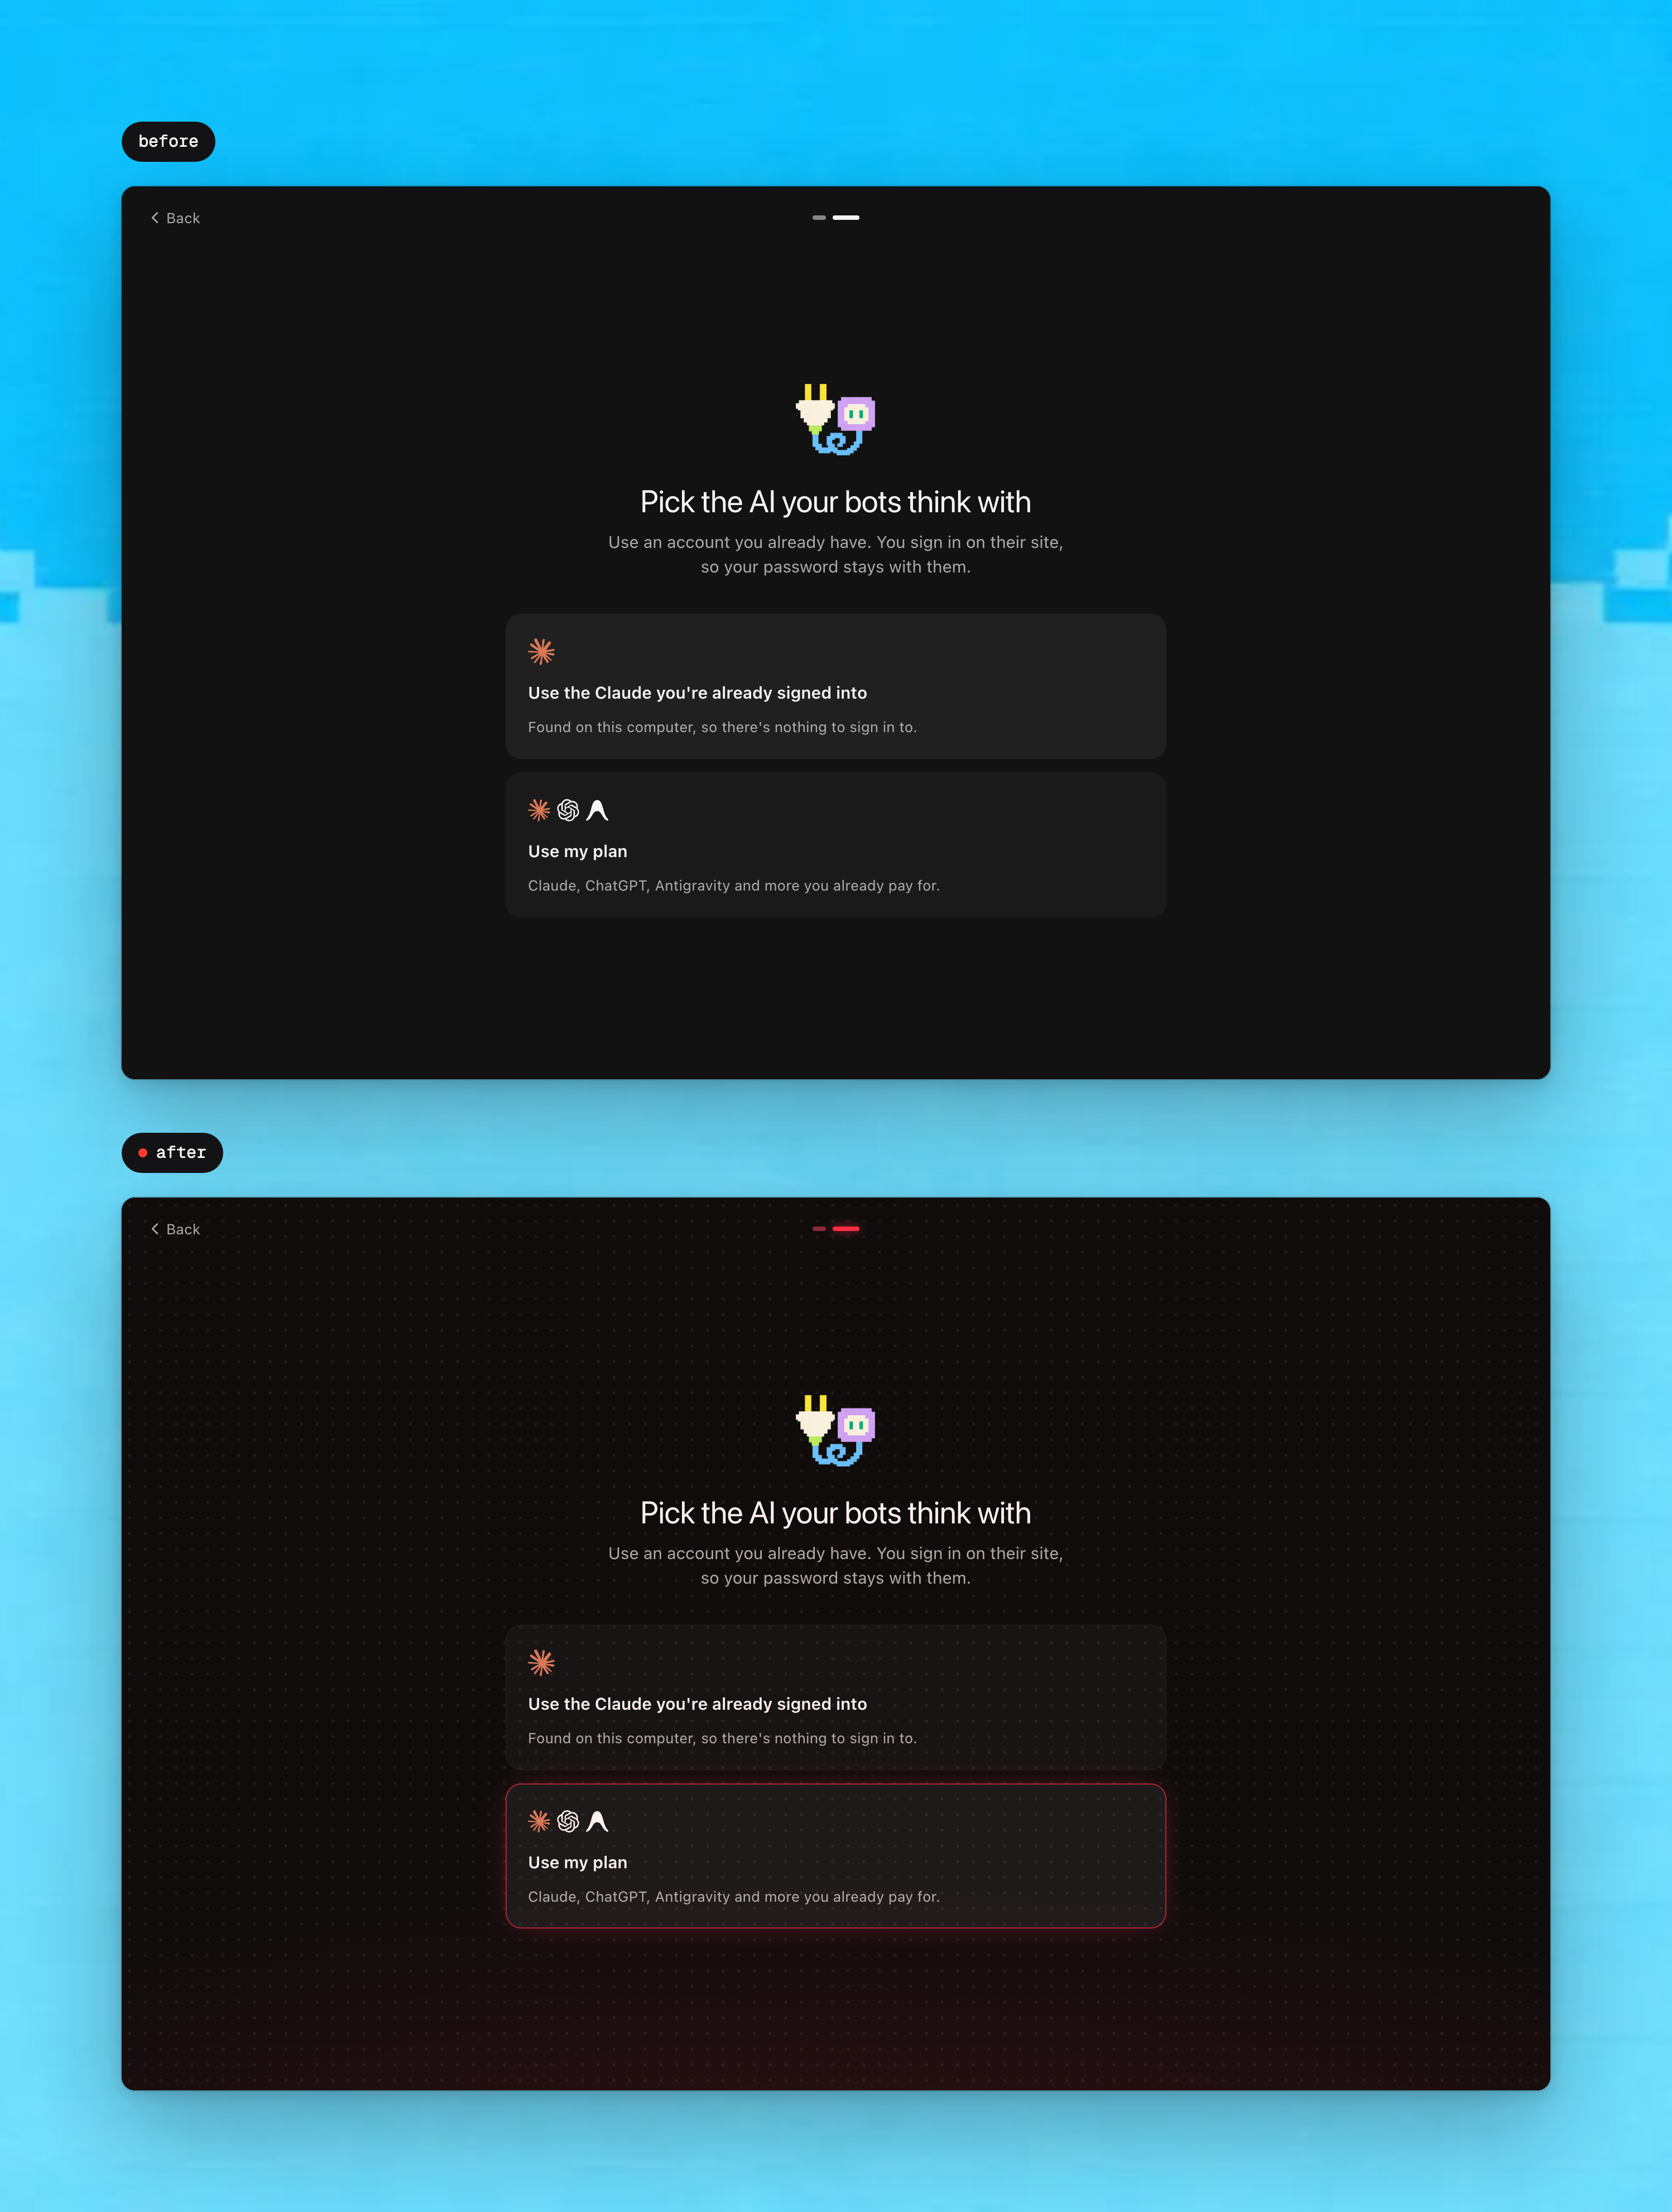 before
Back
Pick the AI your bots think with
Use an account you already have. You sign in on their site,
so your password stays with them.
Use the Claude you're already signed into
Found on this computer, so there's nothing to sign in to.
Use my plan
Claude, ChatGPT, Antigravity and more you already pay for.
after
Back
Pick the AI your bots think with
Use an account you already have. You sign in on their site,
so your password stays with them.
Use the Claude you're already signed into
Found on this computer, so there's nothing to sign in to.
Use my plan
Claude, ChatGPT, Antigravity and more you already pay for.